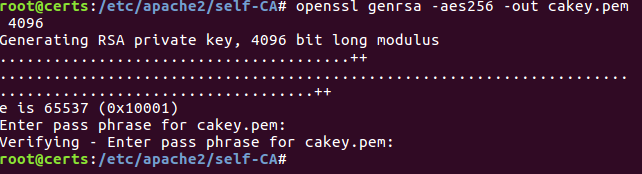 root@certs:/etc/apache2/self-CA# openssl genrsa -aes256 -out cakey.pem
 4096
Generating RSA private key, 4096 bit long modulus
.......................................++
......................................................................
...................................++
e is 65537 (0x10001)
Enter pass phrase for cakey.pem:
Verifying - Enter pass phrase for cakey.pem:
root@certs:/etc/apache2/self-CA#